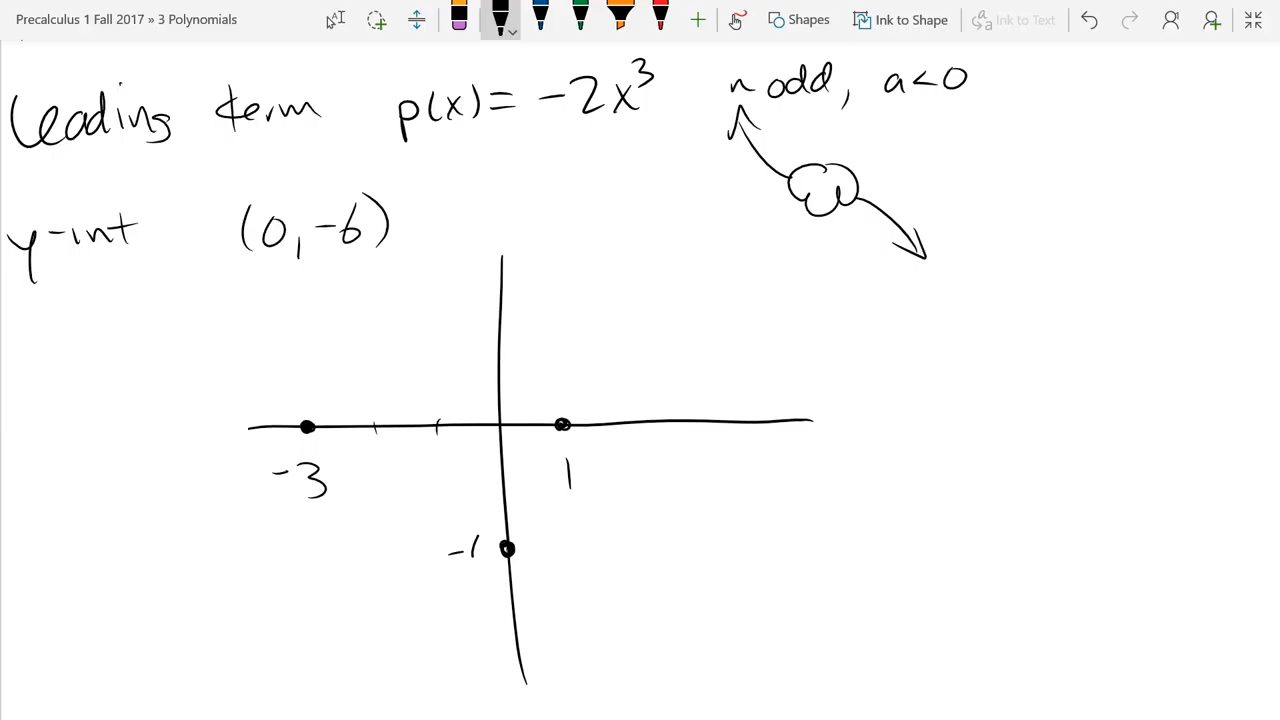 Precalculus 1 Fall 2017 » 3 Polynomials
Shapes
Ink to Shape
Ink to Text
leading term p(x) = -2x³ n odd, a<0
y-int (0,-6)
-3 1
-1